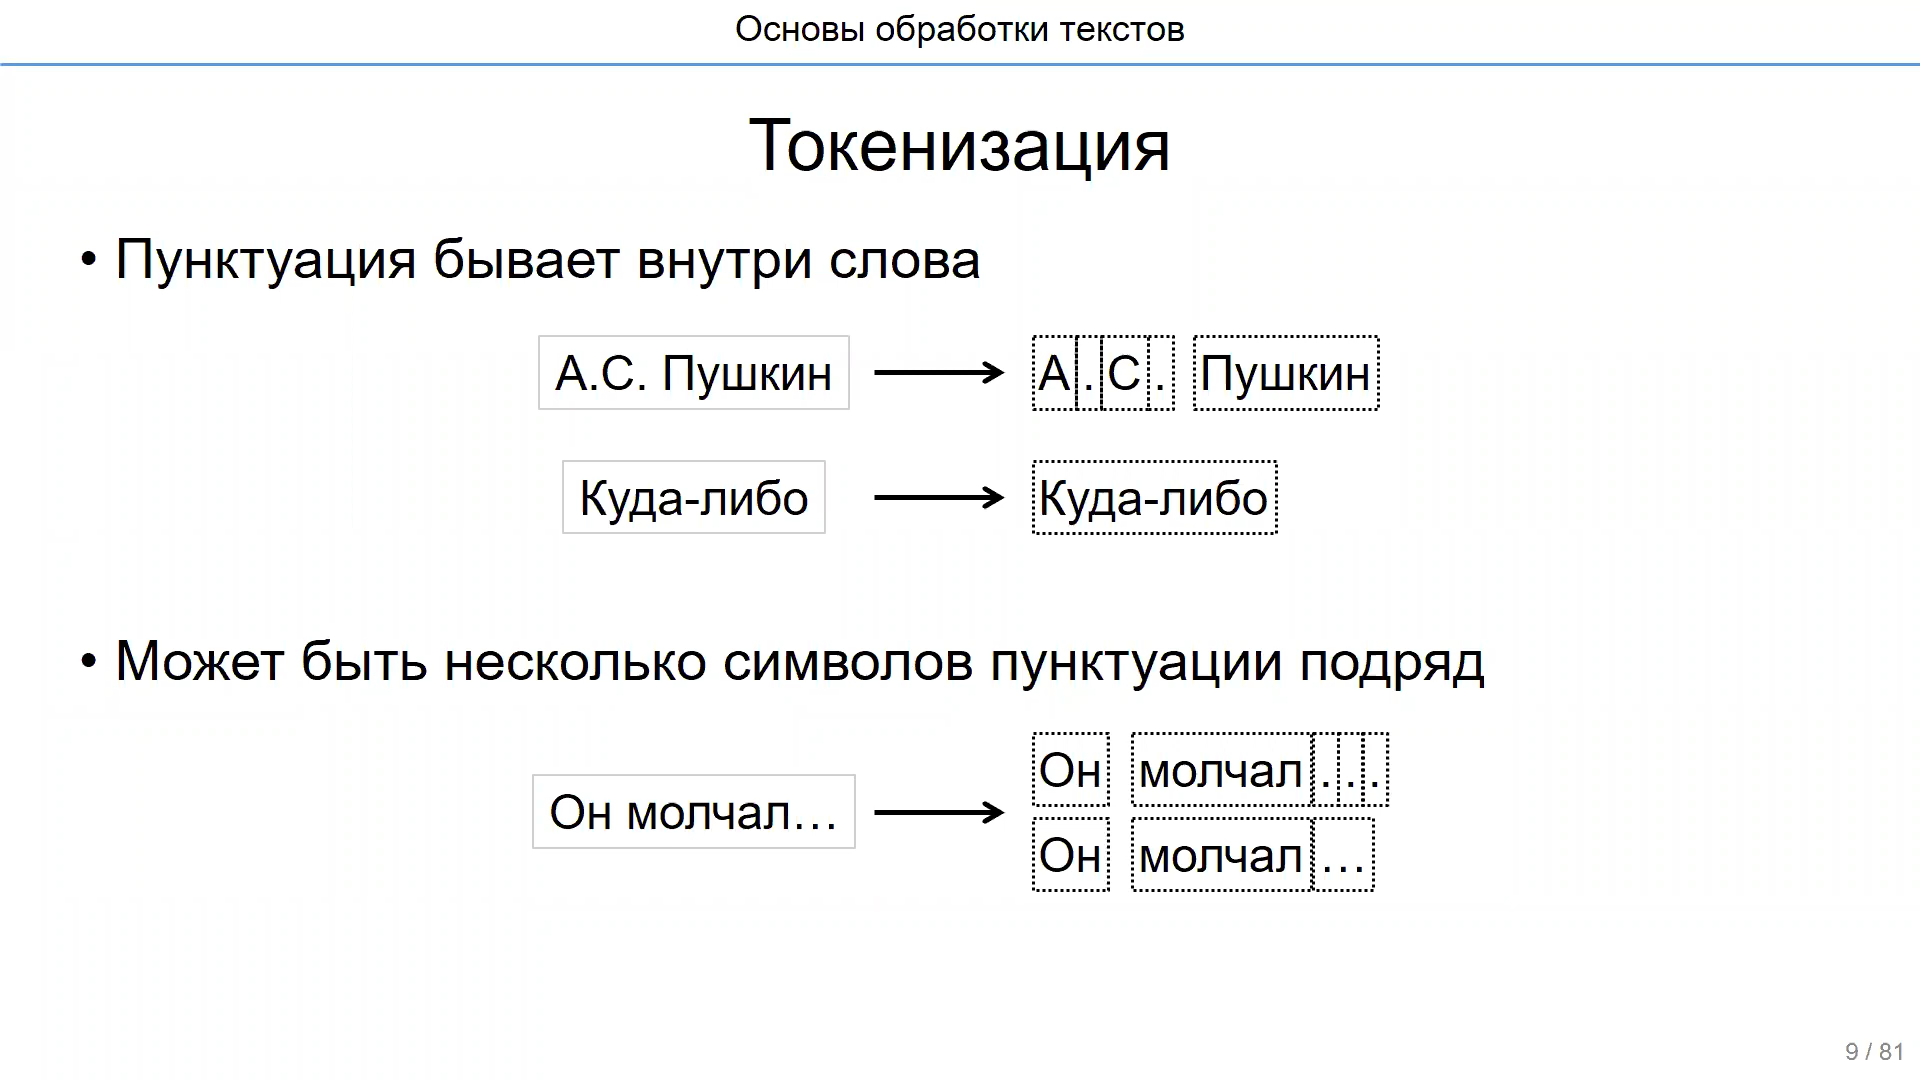 Основы обработки текстов
Токенизация
• Пунктуация бывает внутри слова
А.С. Пушкин А . С . Пушкин
Куда-либо Куда-либо
• Может быть несколько символов пунктуации подряд
Он молчал . . .
Он молчал…
Он молчал …
9 / 81